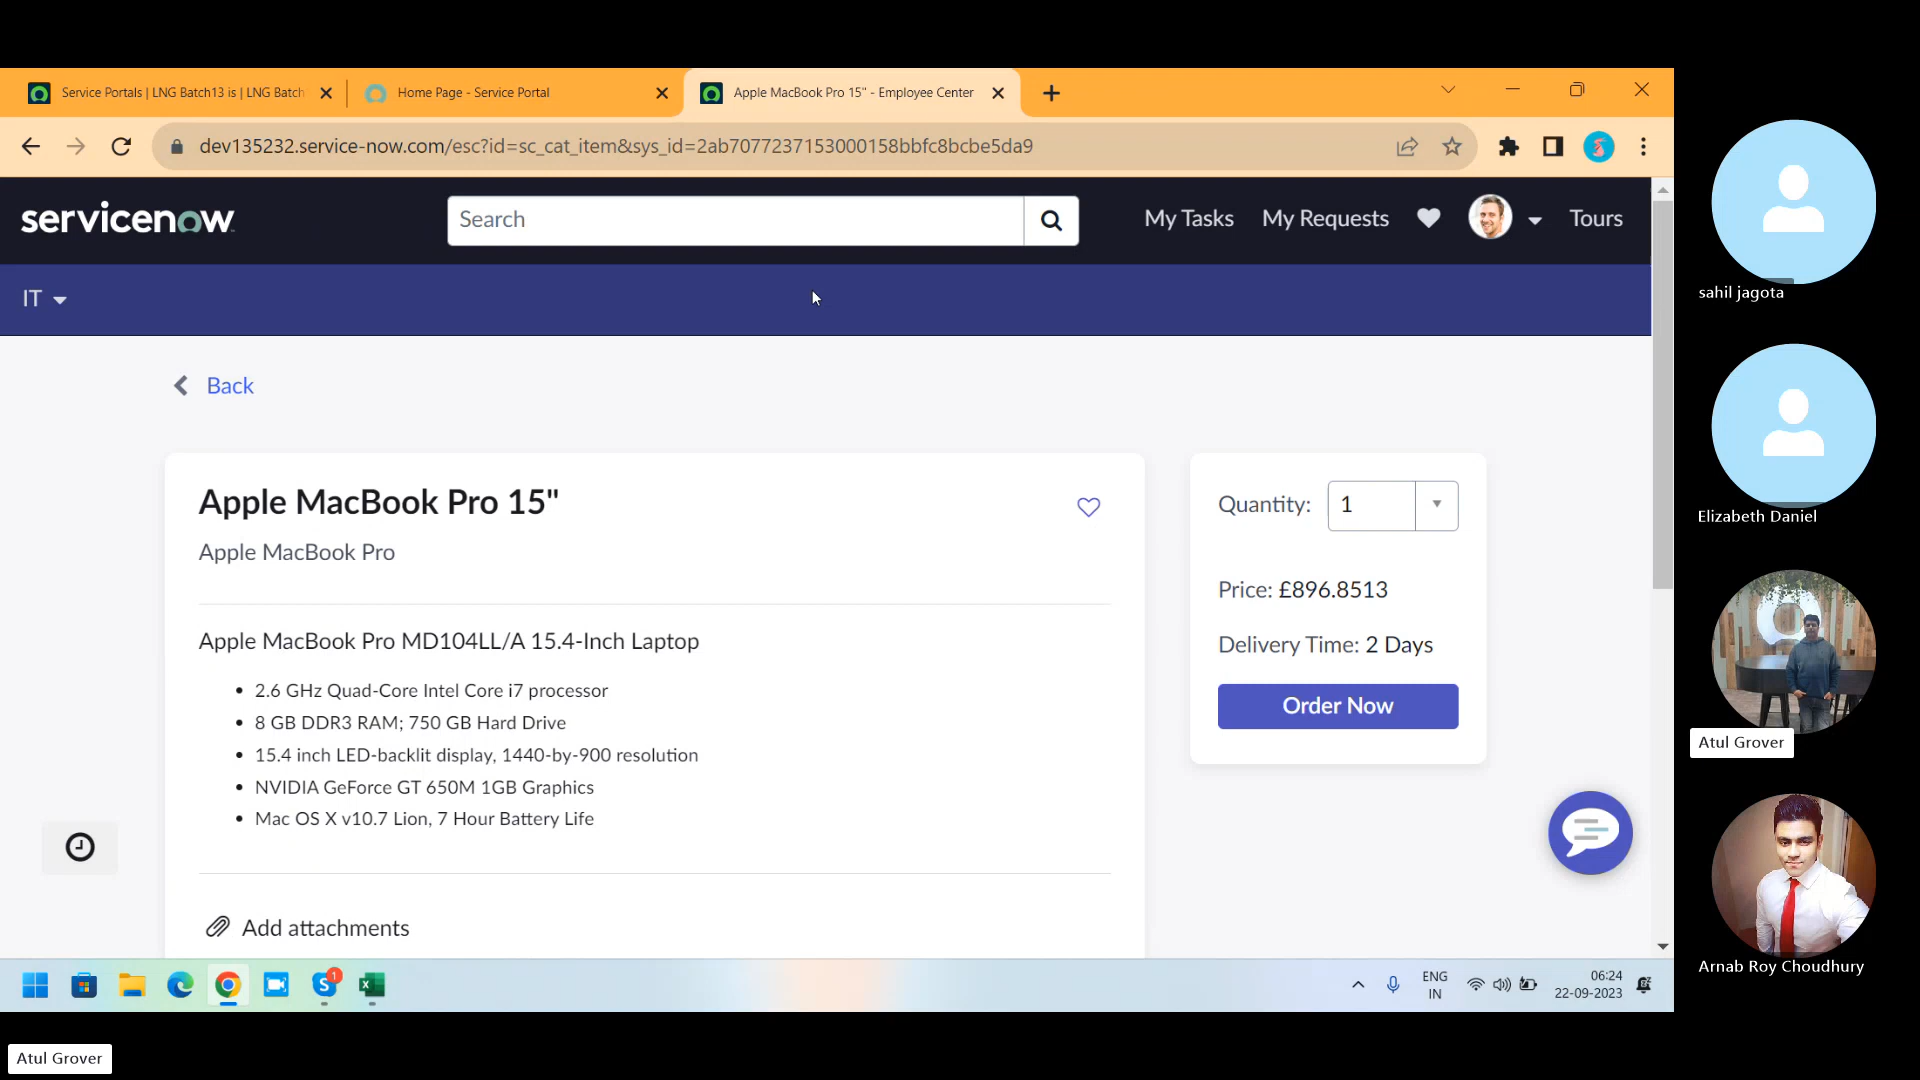 Service Portals | LNG Batch13 is | LNG Batch
Home Page - Service Portal
Apple MacBook Pro 15" - Employee Center
dev135232.service-now.com/esc?id=sc_cat_item&sys_id=2ab7077237153000158bbfc8bcbe5da9
servicenow
Search
My Tasks
My Requests
Tours
IT
Back
Apple MacBook Pro 15"
Apple MacBook Pro
Apple MacBook Pro MD104LL/A 15.4-Inch Laptop
2.6 GHz Quad-Core Intel Core i7 processor
8 GB DDR3 RAM; 750 GB Hard Drive
15.4 inch LED-backlit display, 1440-by-900 resolution
NVIDIA GeForce GT 650M 1GB Graphics
Mac OS X v10.7 Lion, 7 Hour Battery Life
Add attachments
Quantity: 1
Price: £896.8513
Delivery Time: 2 Days
Order Now
sahil jagota
Elizabeth Daniel
Atul Grover
Arnab Roy Choudhury
1
ENG
IN
06:24
22-09-2023
Atul Grover